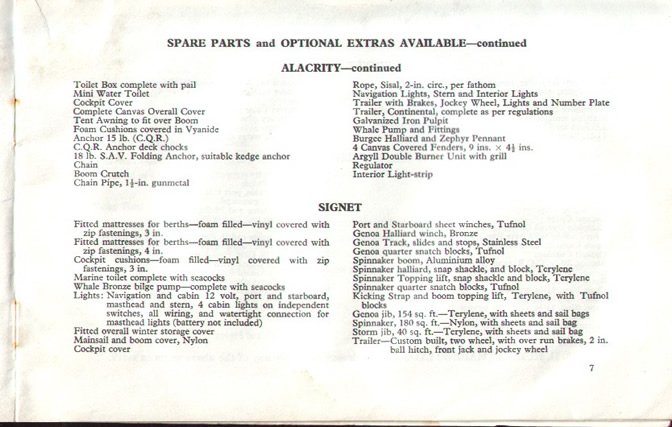 SPARE PARTS and OPTIONAL EXTRAS AVAILABLE—continued
ALACRITY—continued
Toilet Box complete with pail
Mini Water Toilet
Cockpit Cover
Complete Canvas Overall Cover
Tent Awning to fit over Boom
Foam Cushions covered in Vyanide
Anchor 15 lb. (C.Q.R.)
C.Q.R. Anchor deck chocks
18 lb. S.A.V. Folding Anchor, suitable kedge anchor
Chain
Boom Crutch
Chain Pipe, 1½-in. gunmetal
Rope, Sisal, 2-in. circ., per fathom
Navigation Lights, Stern and Interior Lights
Trailer with Brakes, Jockey Wheel, Lights and Number Plate
Trailer, Continental, complete as per regulations
Galvanized Iron Pulpit
Whale Pump and Fittings
Burgee Halliard and Zephyr Pennant
4 Canvas Covered Fenders, 9 ins. × 4½ ins.
Argyll Double Burner Unit with grill
Regulator
Interior Light-strip
SIGNET
Fitted mattresses for berths—foam filled—vinyl covered with
zip fastenings, 3 in.
Fitted mattresses for berths—foam filled—vinyl covered with
zip fastenings, 4 in.
Cockpit cushions—foam filled—vinyl covered with zip
fastenings, 3 in.
Marine toilet complete with seacocks
Whale Bronze bilge pump—complete with seacocks
Lights: Navigation and cabin 12 volt, port and starboard,
masthead and stern, 4 cabin lights on independent
switches, all wiring, and watertight connection for
masthead lights (battery not included)
Fitted overall winter storage cover
Mainsail and boom cover, Nylon
Cockpit cover
Port and Starboard sheet winches, Tufnol
Genoa Halliard winch, Bronze
Genoa Track, slides and stops, Stainless Steel
Genoa quarter snatch blocks, Tufnol
Spinnaker boom, Aluminium alloy
Spinnaker halliard, snap shackle, and block, Terylene
Spinnaker Topping lift, snap shackle and block, Terylene
Spinnaker quarter snatch blocks, Tufnol
Kicking Strap and boom topping lift, Terylene, with Tufnol
blocks
Genoa jib, 154 sq. ft.—Terylene, with sheets and sail bags
Spinnaker, 180 sq. ft.—Nylon, with sheets and sail bag
Storm jib, 40 sq. ft.—Terylene, with sheets and sail bag
Trailer—Custom built, two wheel, with over run brakes, 2 in.
ball hitch, front jack and jockey wheel
7